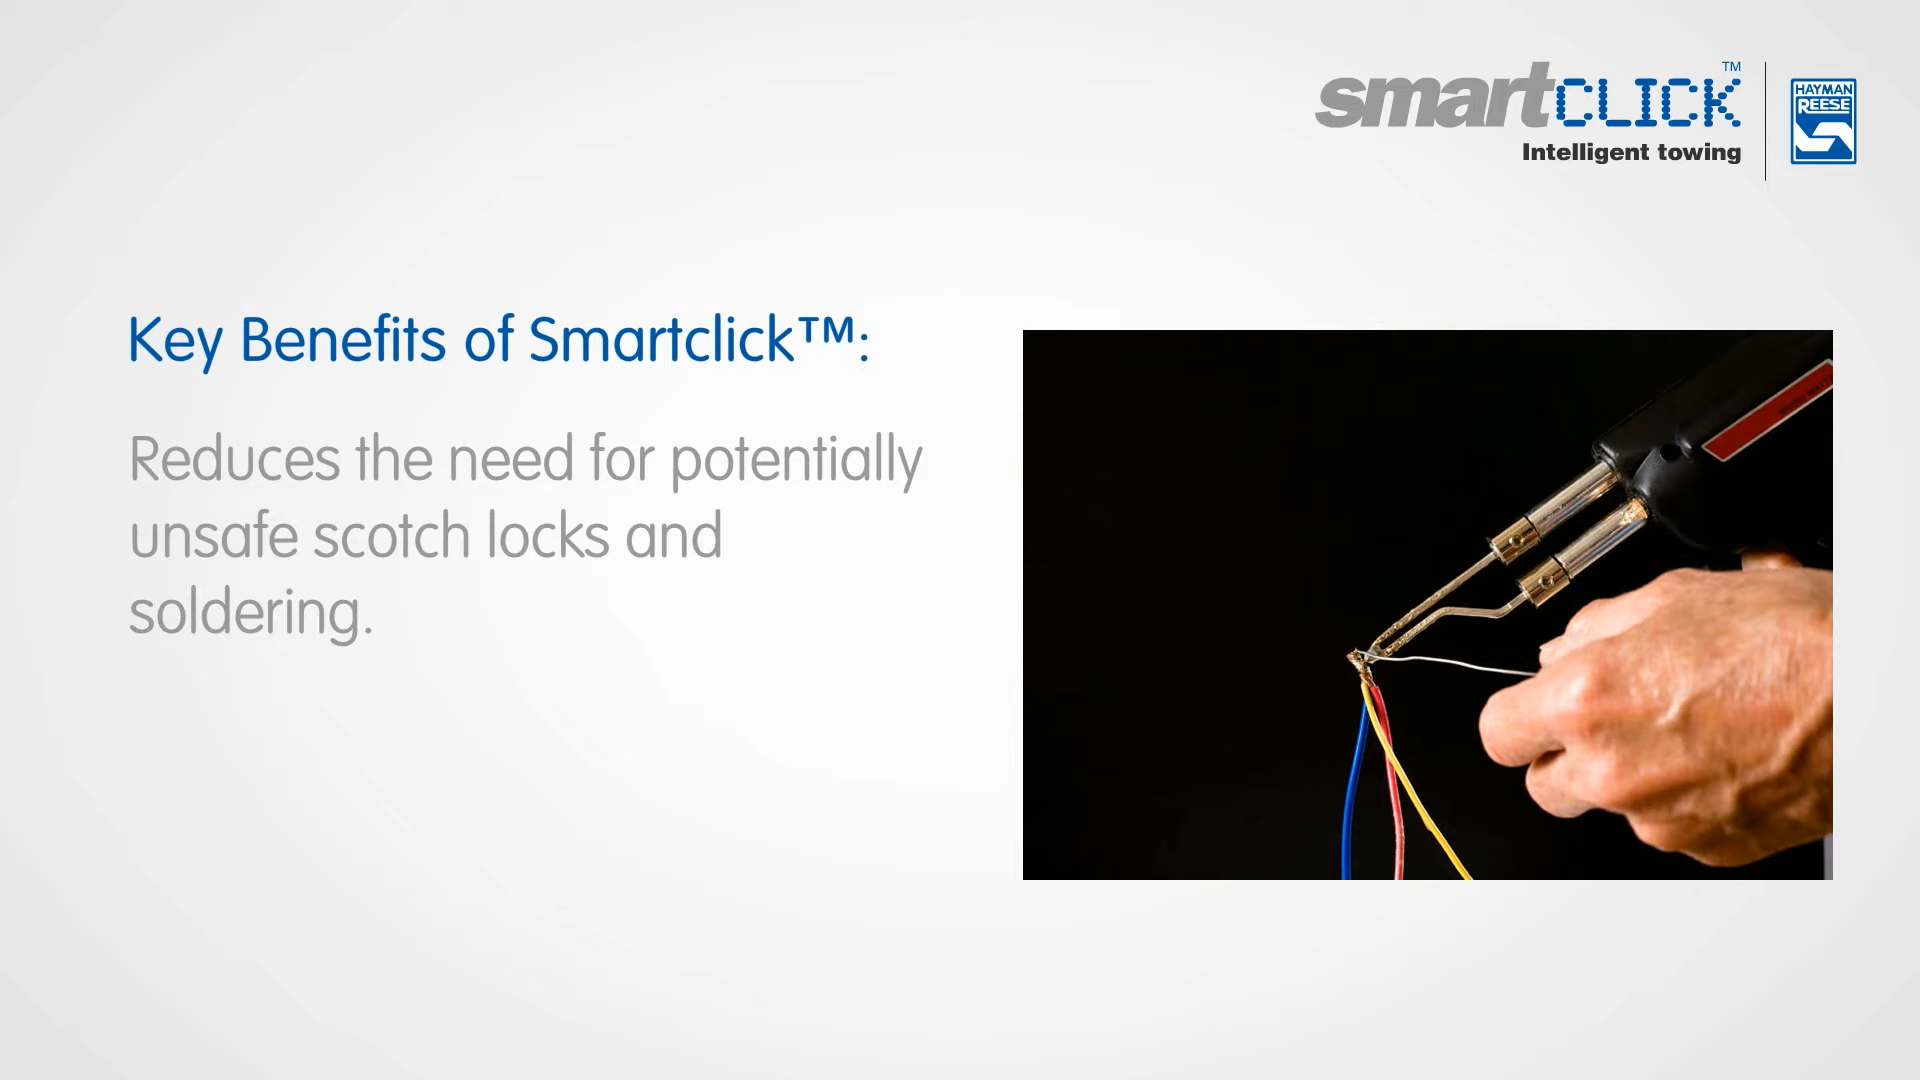 smartCLICK™
Intelligent towing
HAYMAN
REESE
Key Benefits of Smartclick™:
Reduces the need for potentially
unsafe scotch locks and
soldering.